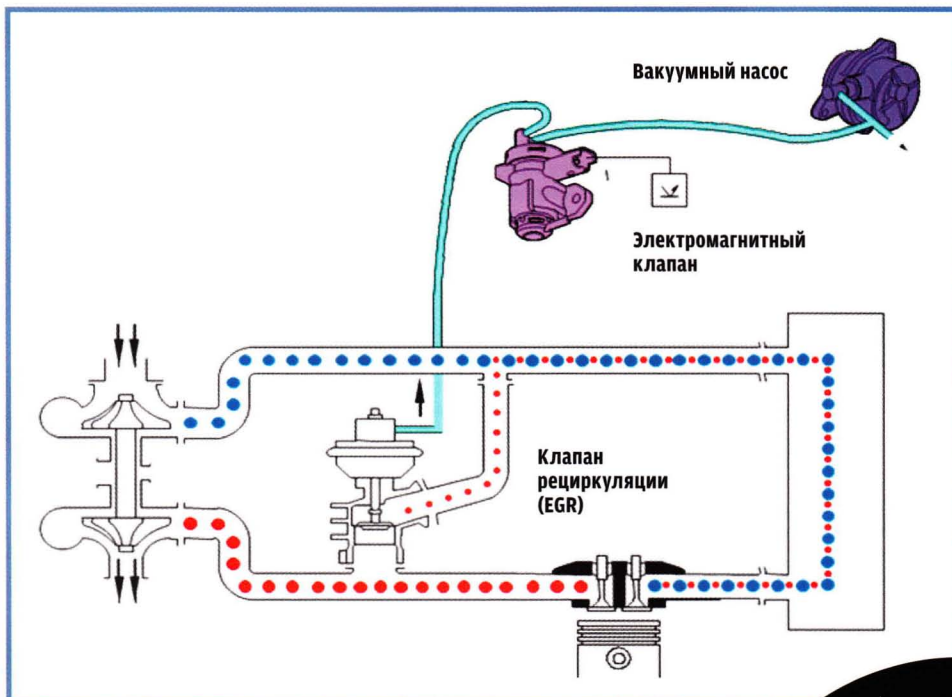 Вакуумный насос
Электромагнитный
клапан
Клапан
рециркуляции
(EGR)